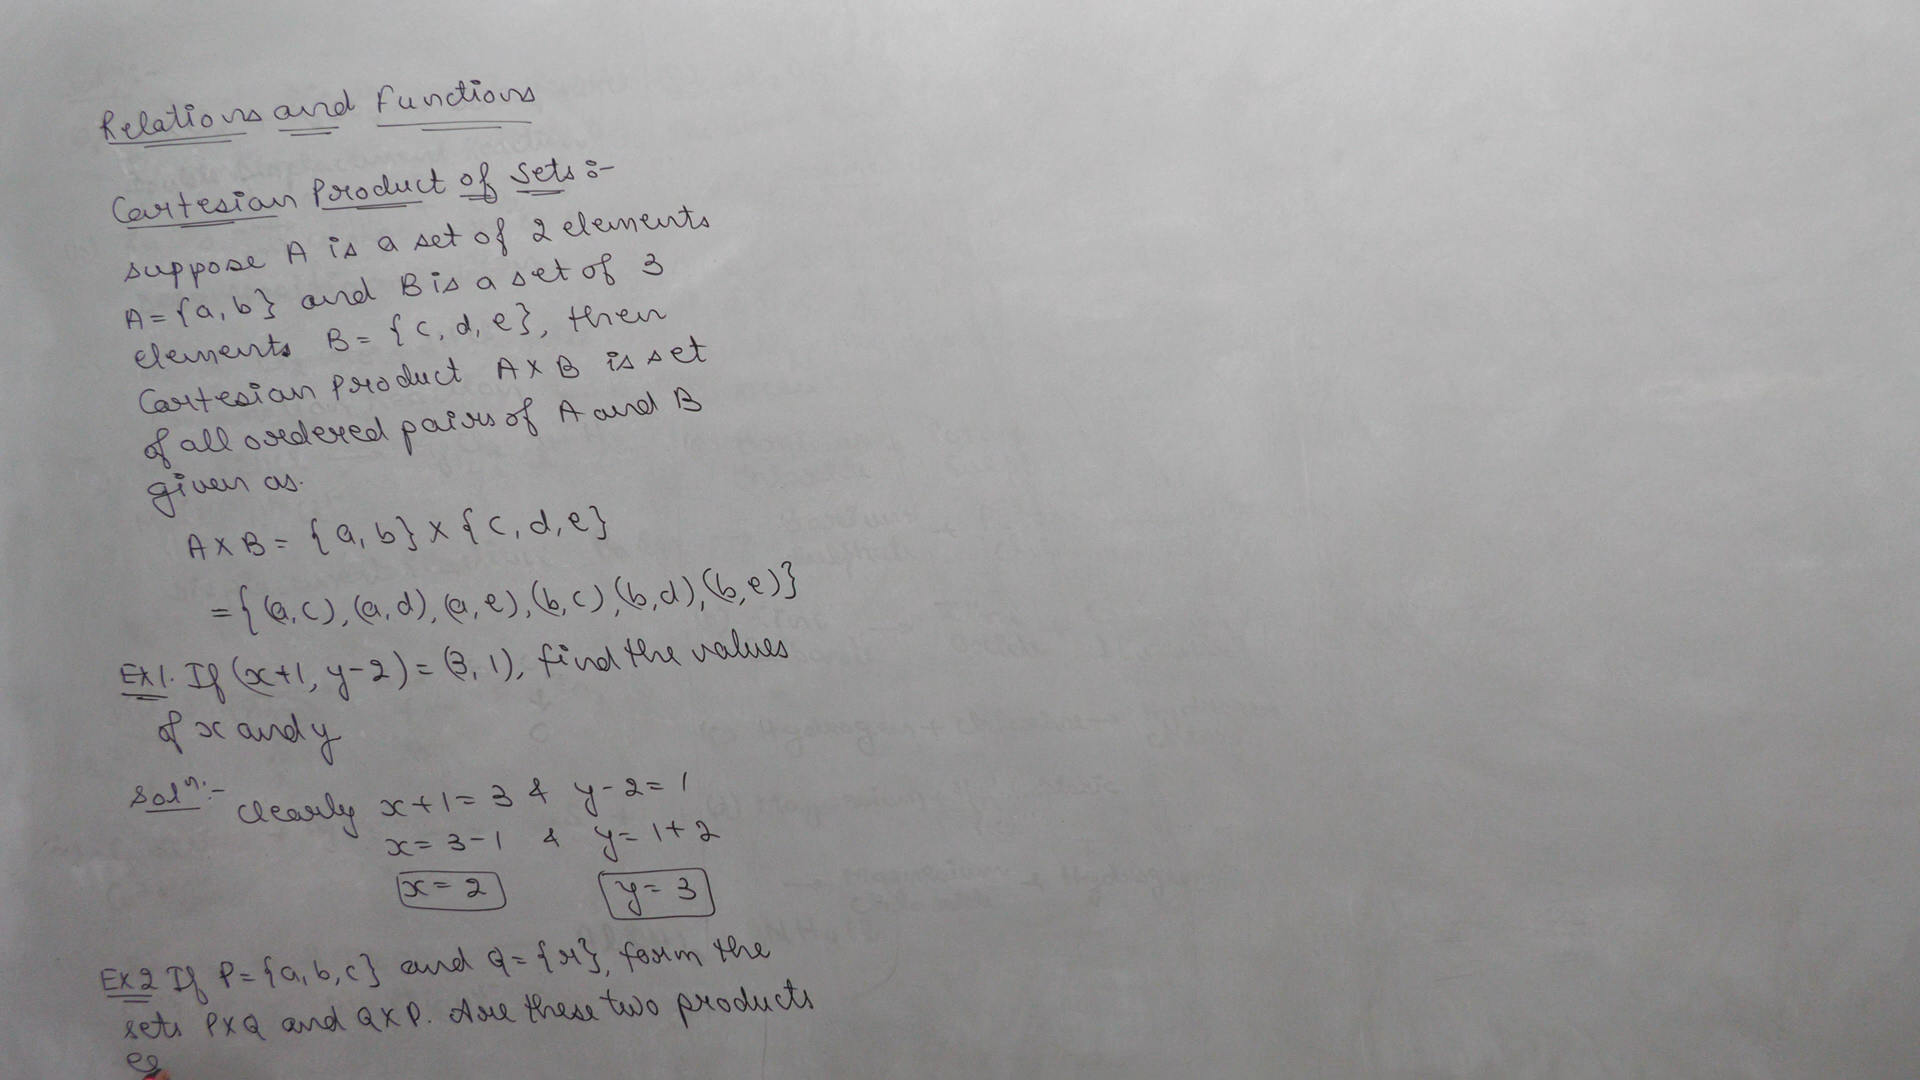 Relations and Functions
Cartesian Product of Sets :-
suppose A is a set of 2 elements
A = {a, b} and B is a set of 3
elements B = {c, d, e}, then
Cartesian product A X B is set
of all ordered pairs of A and B
given as.
A X B = {a, b} X {c, d, e}
= {(a, c), (a, d), (a, e), (b, c), (b, d), (b, e)}
EX1. If (x+1, y-2) = (3, 1), find the values
of x and y
Solⁿ:- Clearly x+1 = 3 & y-2 = 1
x = 3-1 & y = 1+2
x = 2 y = 3
EX2 If P = {a, b, c} and Q = {r}, form the
sets PXQ and QXP. Are these two products